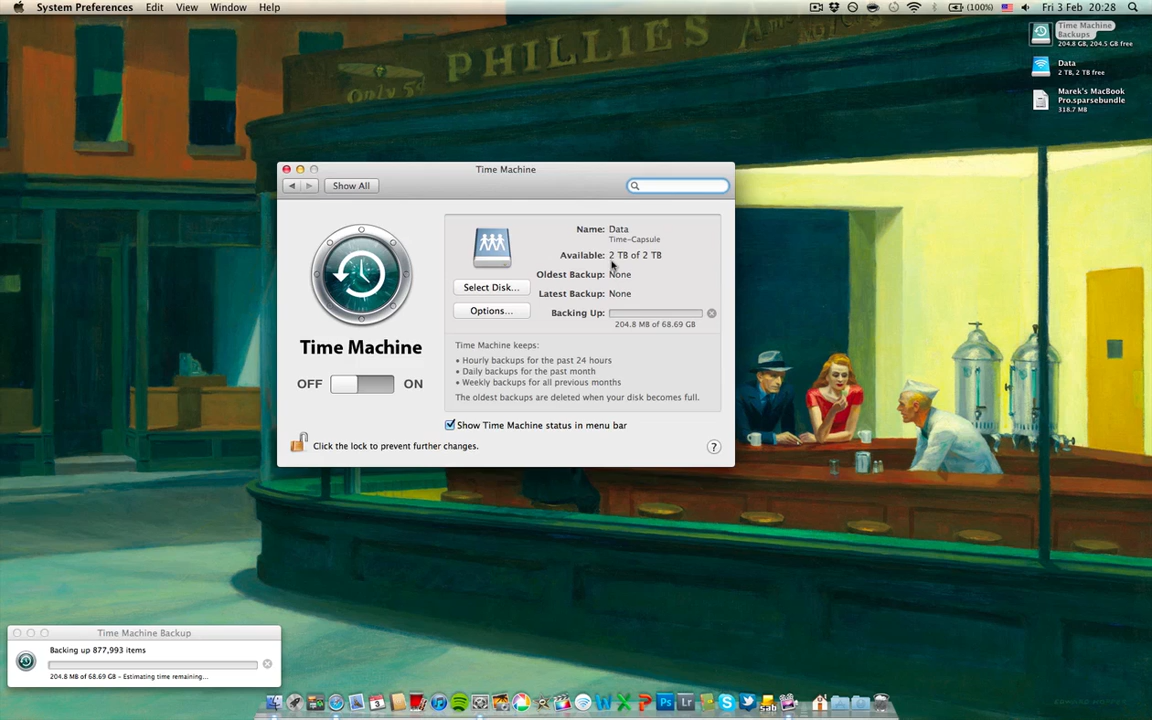 System Preferences Edit View Window Help
(100%) Fri 3 Feb 20:28
PHILLIES
Only 5¢
Time Machine
Backups
204.8 GB, 204.5 GB free
Data
2 TB, 2 TB free
Marek's MacBook
Pro.sparsebundle
318.7 MB
Time Machine
Show All
Name: Data
Time-Capsule
Available: 2 TB of 2 TB
Select Disk...
Oldest Backup: None
Latest Backup: None
Options...
Backing Up:
204.8 MB of 68.69 GB
Time Machine
OFF ON
Time Machine keeps:
• Hourly backups for the past 24 hours
• Daily backups for the past month
• Weekly backups for all previous months
The oldest backups are deleted when your disk becomes full.
Show Time Machine status in menu bar
Click the lock to prevent further changes.
?
Time Machine Backup
Backing up 877,993 items
204.8 MB of 68.69 GB – Estimating time remaining...
Ps Lr
sab